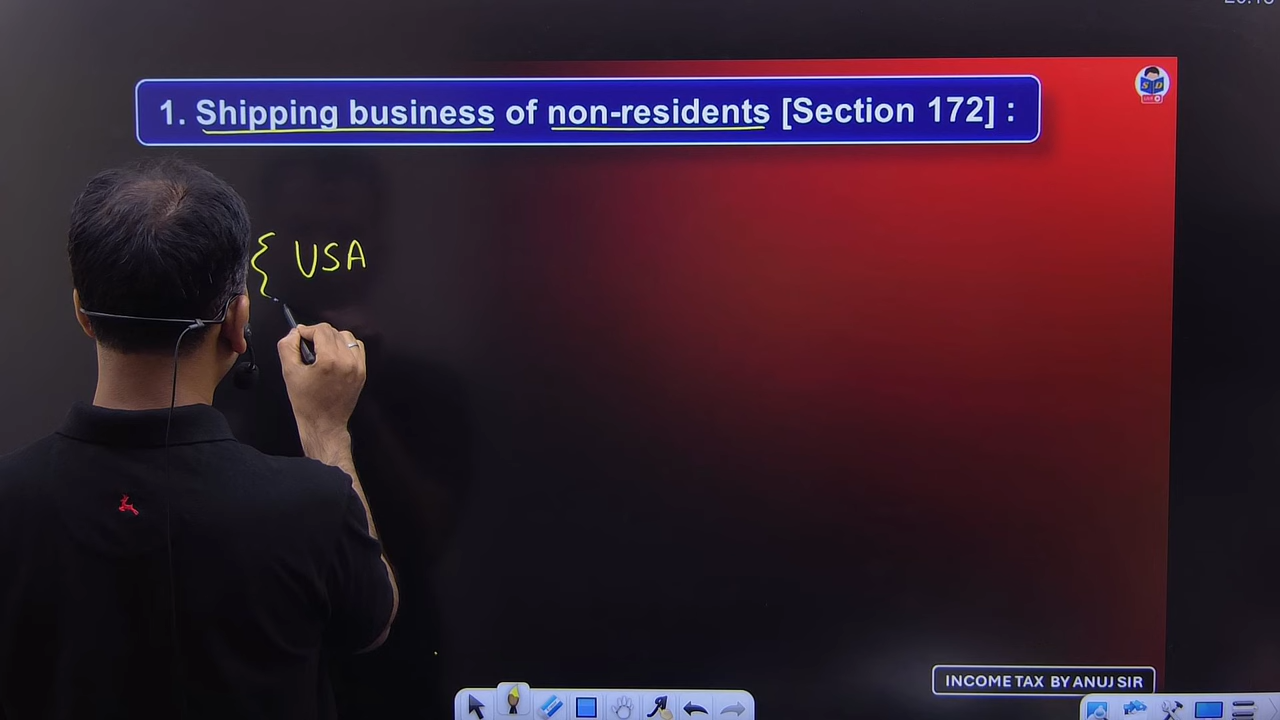 1. Shipping business of non-residents [Section 172] :
S D
USA
INCOME TAX BY ANUJ SIR